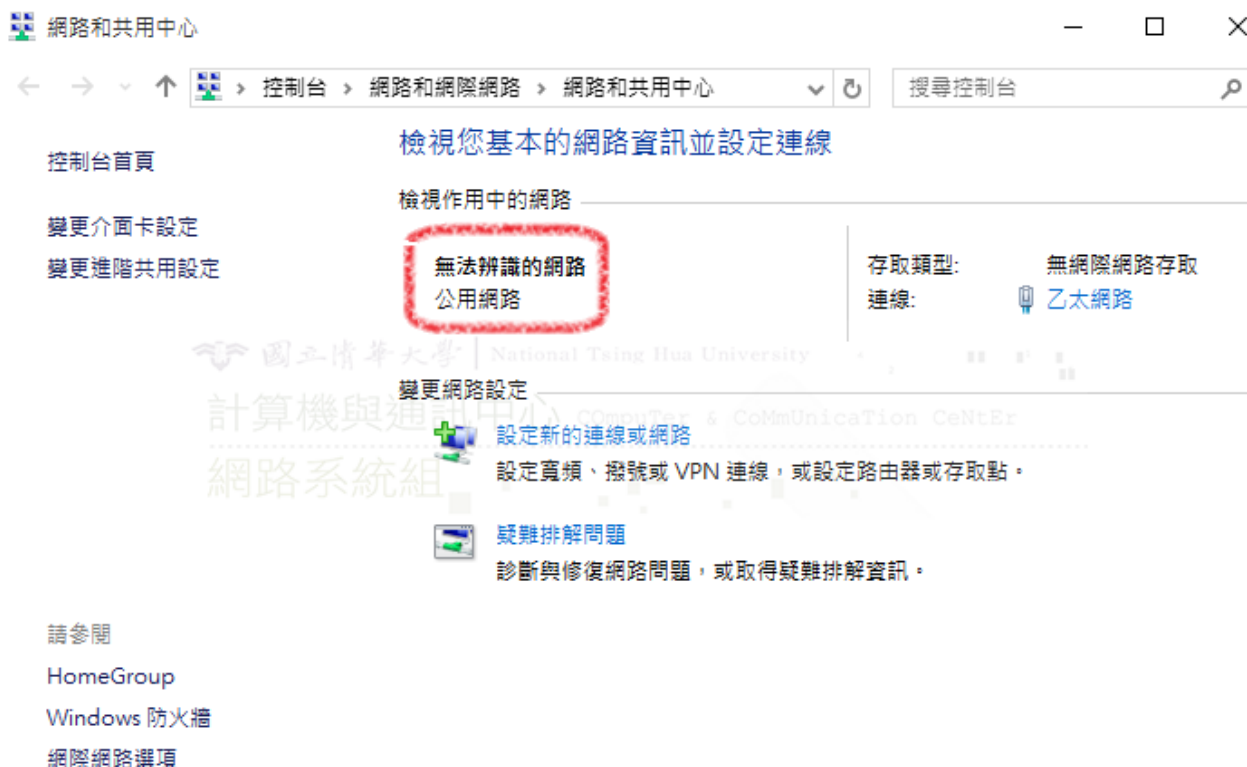 網路和共用中心
控制台 › 網路和網際網路 › 網路和共用中心
搜尋控制台
控制台首頁
變更介面卡設定
變更進階共用設定
檢視您基本的網路資訊並設定連線
檢視作用中的網路
無法辨識的網路
公用網路
存取類型: 無網際網路存取
連線: 乙太網路
國立清華大學 National Tsing Hua University
變更網路設定
計算機與通訊中心 COmpuTer & CoMmUnicaTion CeNtEr
網路系統組
設定新的連線或網路
設定寬頻、撥號或 VPN 連線，或設定路由器或存取點。
疑難排解問題
診斷與修復網路問題，或取得疑難排解資訊。
請參閱
HomeGroup
Windows 防火牆
網際網路選項